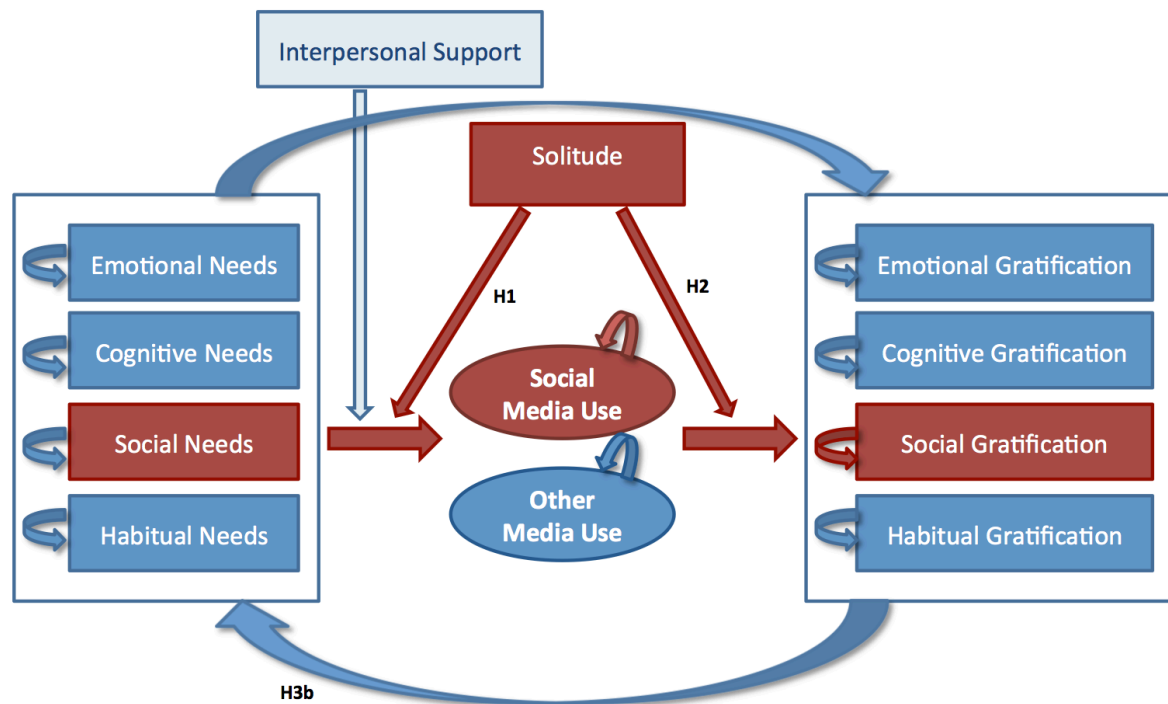 Interpersonal Support
Solitude
Emotional Needs
Cognitive Needs
Social Needs
Habitual Needs
H1
H2
Social
Media Use
Other
Media Use
Emotional Gratification
Cognitive Gratification
Social Gratification
Habitual Gratification
H3b